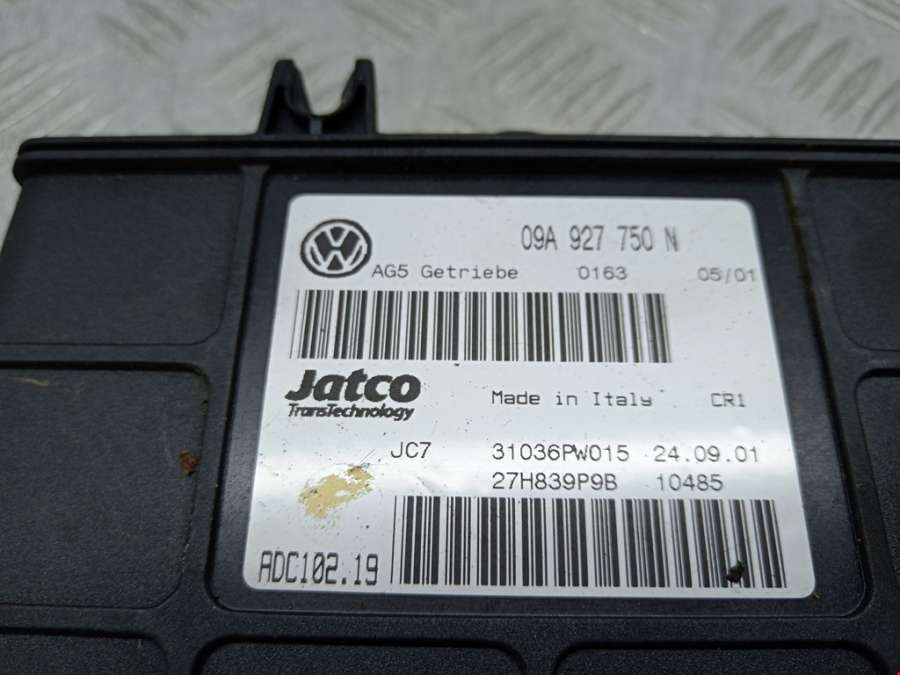 09A 927 750 N
AG5 Getriebe 0163 05/01
Jatco
TransTechnology
Made in Italy CR1
JC7 31036PW015 24.09.01
27H839P9B 10485
ADC102.19